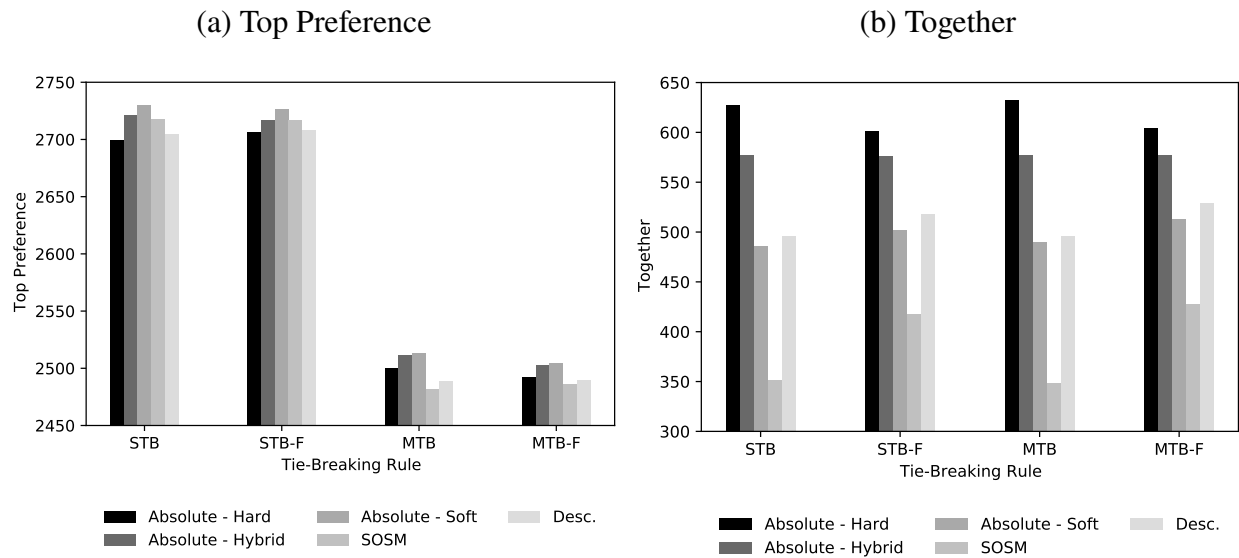 (a) Top Preference
2750
2700
2650
2600
2550
2500
2450
Top Preference
STB
STB-F
MTB
MTB-F
Tie-Breaking Rule
Absolute - Hard
Absolute - Hybrid
Absolute - Soft
SOSM
Desc.
(b) Together
650
600
550
500
450
400
350
300
Together
STB
STB-F
MTB
MTB-F
Tie-Breaking Rule
Absolute - Hard
Absolute - Hybrid
Absolute - Soft
SOSM
Desc.